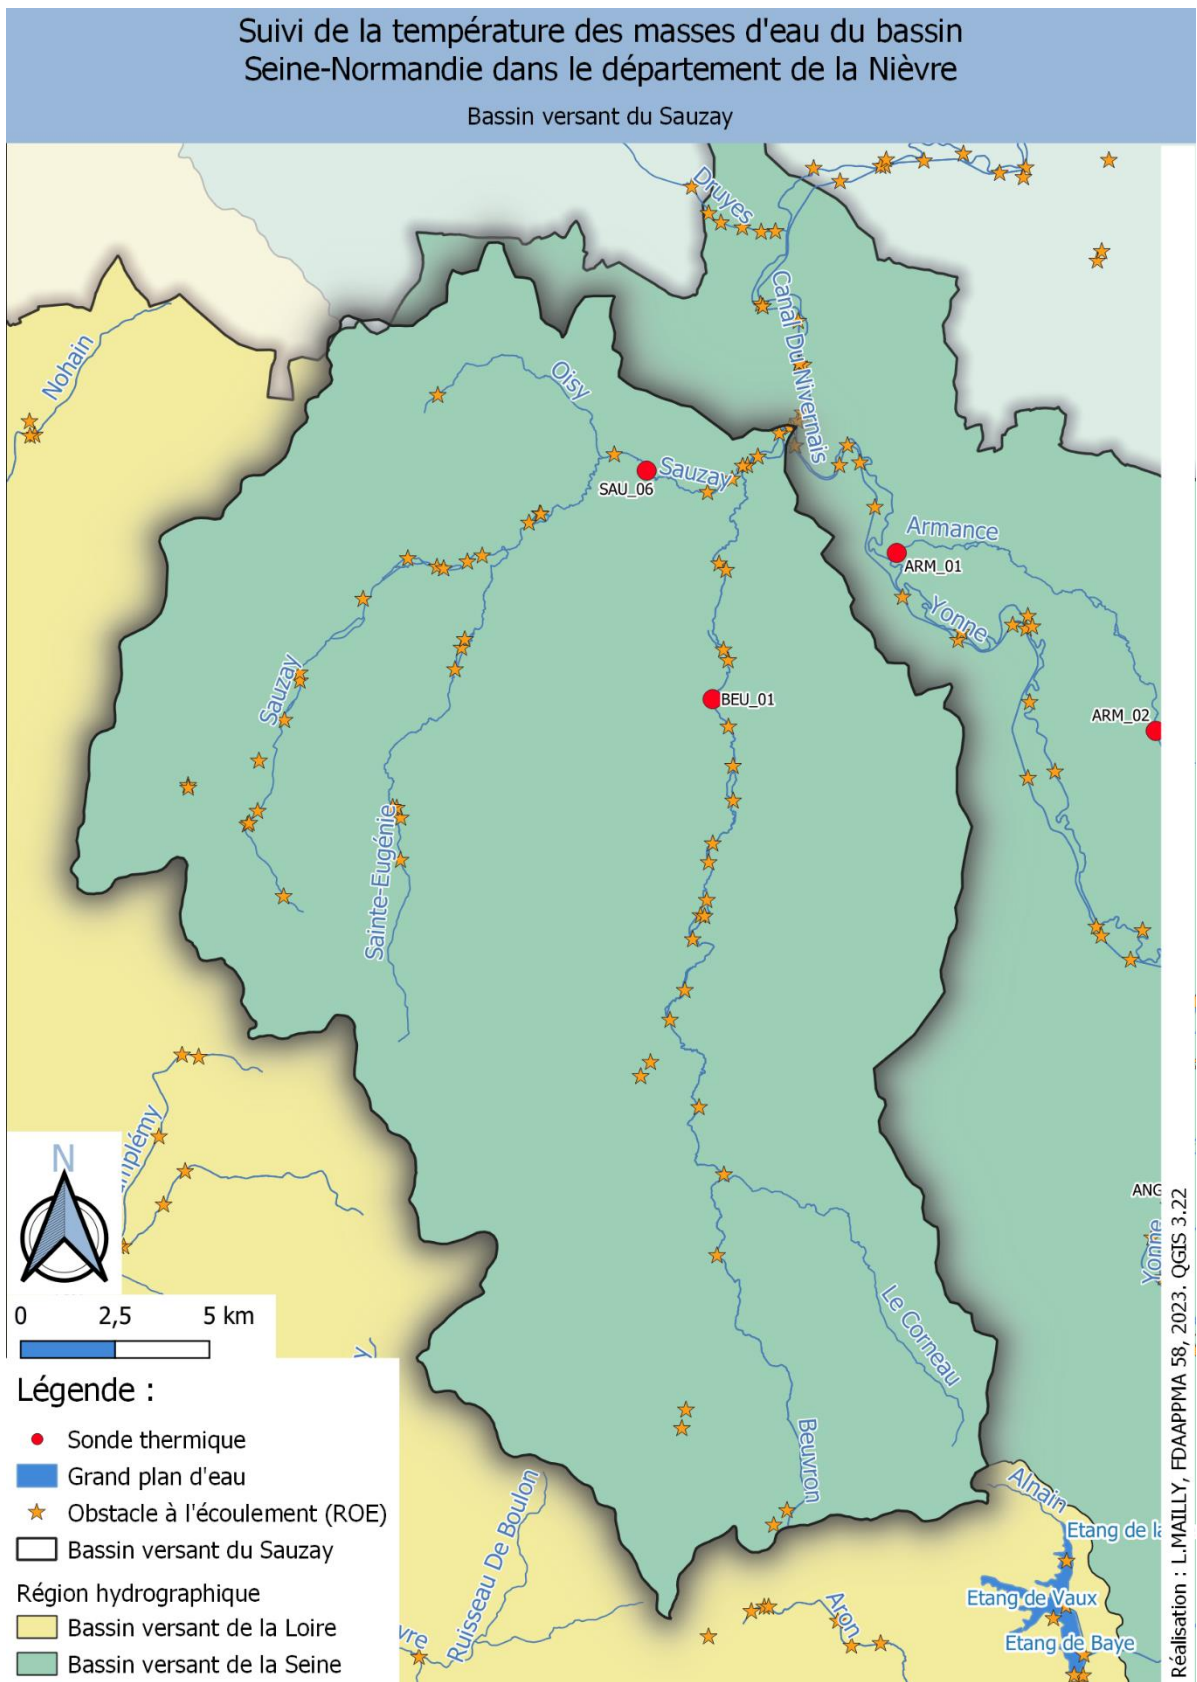 Suivi de la température des masses d'eau du bassin
Seine-Normandie dans le département de la Nièvre
Bassin versant du Sauzay
Druyes
Canal Du Nivernais
Nohain
Oisy
Sauzay
SAU_06
Armance
ARM_01
Yonne
Sauzay
BEU_01
ARM_02
Sainte-Eugénie
mplémy
N
ANG
Yonne
0 2,5 5 km
Le Corneau
Légende :
Sonde thermique
Grand plan d'eau
Obstacle à l'écoulement (ROE)
Bassin versant du Sauzay
Région hydrographique
Bassin versant de la Loire
Bassin versant de la Seine
y
Beuvron
Ruisseau De Boulon
vre
Alnain
Etang de la
Etang de Vaux
Aron
Etang de Baye
Réalisation : L.MAILLY, FDAAPPMA 58, 2023. QGIS 3.22